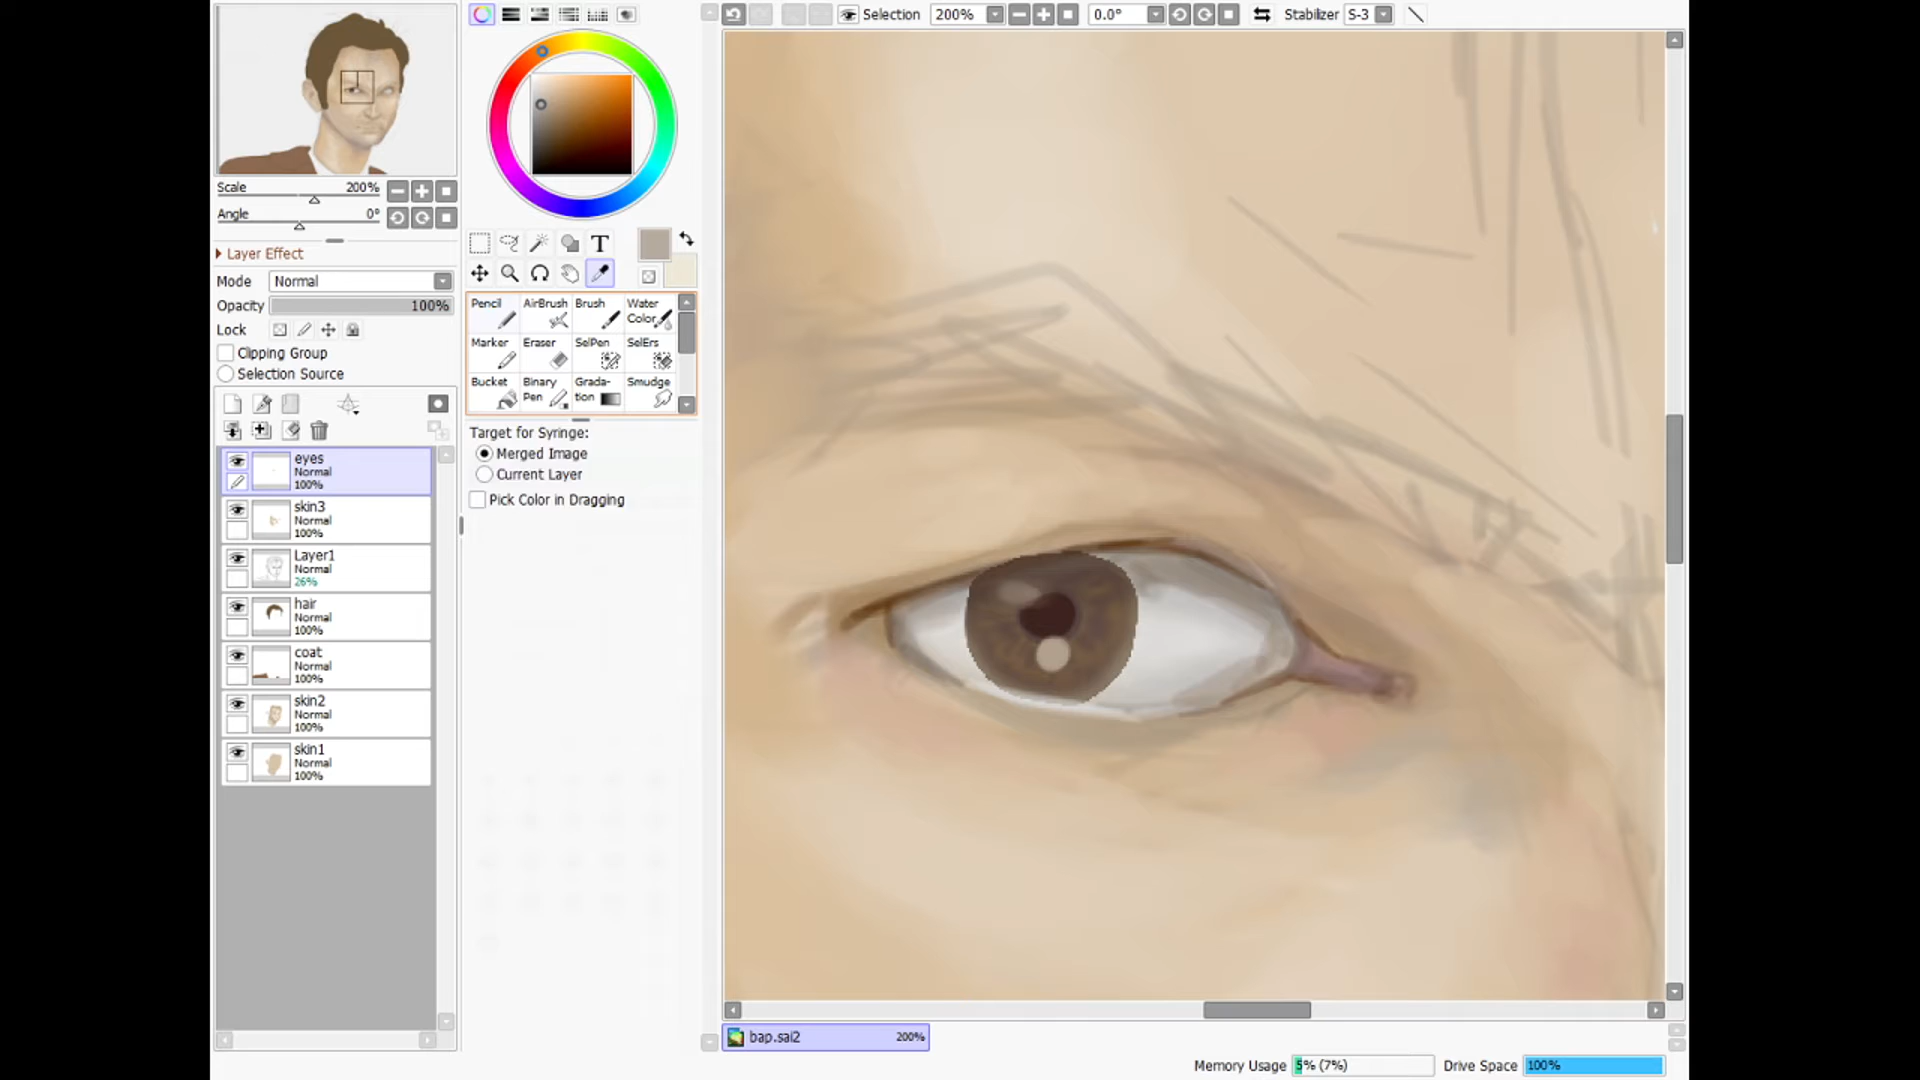 Selection 200% 0.0° Stabilizer S-3
Scale 200%
Angle 0°
Layer Effect
Mode Normal
Opacity 100%
Lock
Clipping Group
Selection Source
eyes
Normal
100%
skin3
Normal
100%
Layer1
Normal
26%
hair
Normal
100%
coat
Normal
100%
skin2
Normal
100%
skin1
Normal
100%
T
Pencil AirBrush Brush Water
Color
Marker Eraser SelPen SelErs
Bucket Binary Grada- Smudge
Pen tion
Target for Syringe:
Merged Image
Current Layer
Pick Color in Dragging
bap.sai2 200%
Memory Usage 5% (7%) Drive Space 100%